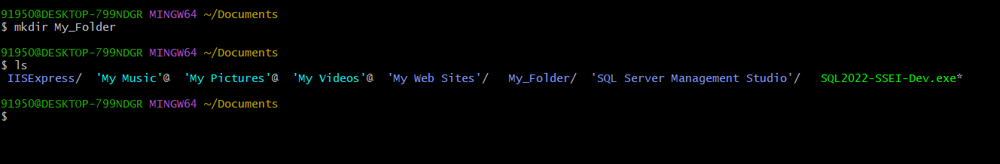 91950@DESKTOP-799NDGR MINGW64 ~/Documents
$ mkdir My_Folder
91950@DESKTOP-799NDGR MINGW64 ~/Documents
$ ls
IISExpress/  'My Music'@  'My Pictures'@  'My Videos'@  'My Web Sites'/   My_Folder/  'SQL Server Management Studio'/   SQL2022-SSEI-Dev.exe*
91950@DESKTOP-799NDGR MINGW64 ~/Documents
$